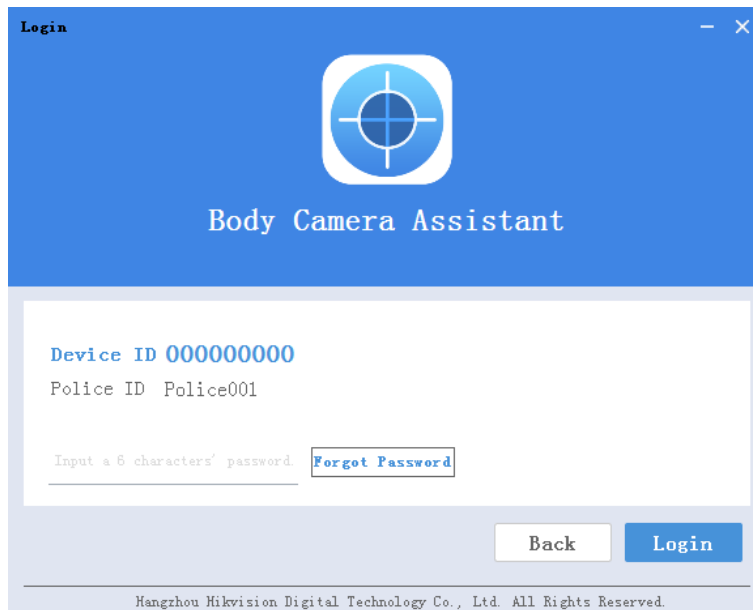 Login
Body Camera Assistant
Device ID 000000000
Police ID Police001
Input a 6 characters' password. Forgot Password
Back Login
Hangzhou Hikvision Digital Technology Co., Ltd. All Rights Reserved.